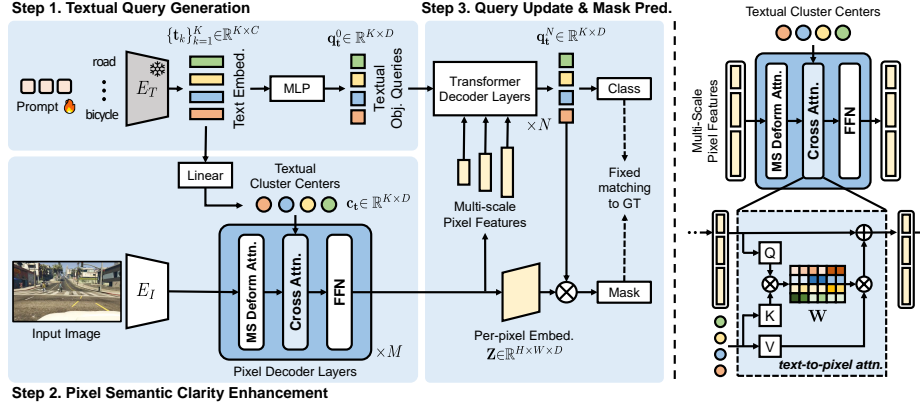 Step 1. Textual Query Generation
{t_k}_{k=1}^K ∈ ℝ^{K×C}
q_t^0 ∈ ℝ^{K×D}
road
Prompt
bicycle
E_T
Text Embed.
MLP
Textual
Obj. Queries
Linear
Textual
Cluster Centers
c_t ∈ ℝ^{K×D}
Input Image
E_I
MS Deform Attn.
Cross Attn.
FFN
×M
Pixel Decoder Layers
Step 2. Pixel Semantic Clarity Enhancement
Step 3. Query Update & Mask Pred.
q_t^N ∈ ℝ^{K×D}
Transformer
Decoder Layers
×N
Class
Multi-scale
Pixel Features
Fixed
matching
to GT
Mask
Per-pixel Embed.
Z∈ℝ^{H×W×D}
Textual Cluster Centers
Multi-Scale
Pixel Features
MS Deform Attn.
Cross Attn.
FFN
Q
K
V
W
text-to-pixel attn.